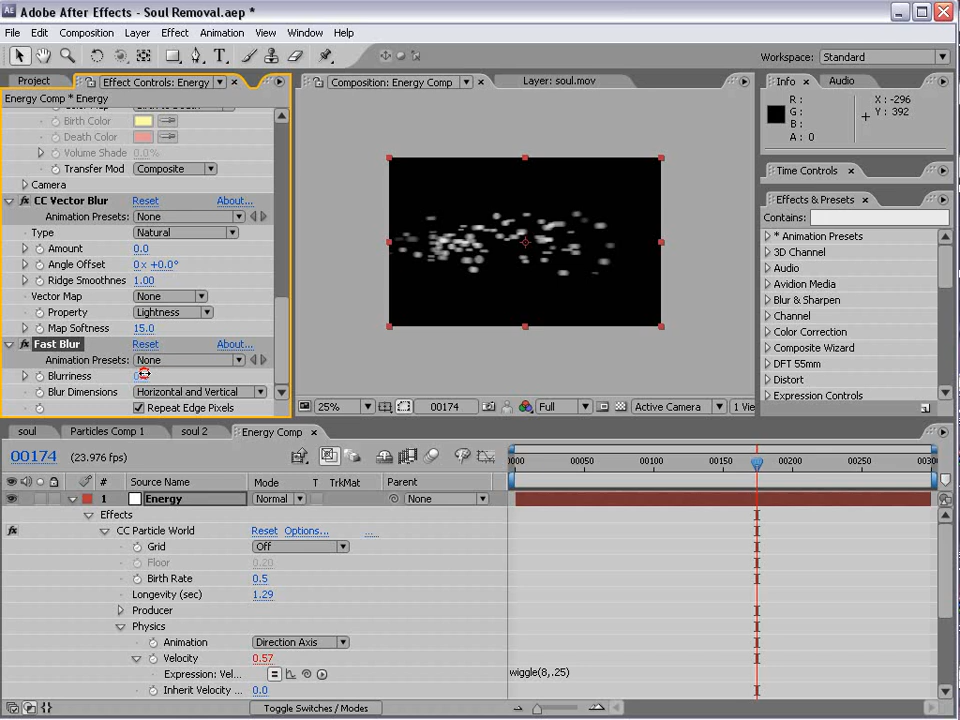 Adobe After Effects - Soul Removal.aep *
File Edit Composition Layer Effect Animation View Window Help
Workspace: Standard
Project Effect Controls: Energy
Energy Comp * Energy
Birth Color
Death Color
Volume Shade 0.0%
Transfer Mod Composite
Camera
CC Vector Blur Reset About...
Animation Presets: None
Type Natural
Amount 0.0
Angle Offset 0 x +0.0°
Ridge Smoothnes 1.00
Vector Map None
Property Lightness
Map Softness 15.0
Fast Blur Reset About...
Animation Presets: None
Blurriness
Blur Dimensions Horizontal and Vertical
Repeat Edge Pixels
Composition: Energy Comp Layer: soul.mov
25% 00174 Full Active Camera 1 Vie
Info Audio
R : X : -296
G : Y : 392
B :
A : 0
Time Controls
Effects & Presets
Contains:
* Animation Presets
3D Channel
Audio
Avidion Media
Blur & Sharpen
Channel
Color Correction
Composite Wizard
DFT 55mm
Distort
Expression Controls
soul Particles Comp 1 soul 2 Energy Comp
00174 (23.976 fps)
0000 00050 00100 00150 00200 00250 0030
# Source Name Mode T TrkMat Parent
1 Energy Normal None
Effects
CC Particle World Reset Options... ...
Grid Off
Floor 0.20
Birth Rate 0.5
Longevity (sec) 1.29
Producer
Physics
Animation Direction Axis
Velocity 0.57
Expression: Vel... wiggle(8,.25)
Inherit Velocity ... 0.0
Toggle Switches / Modes